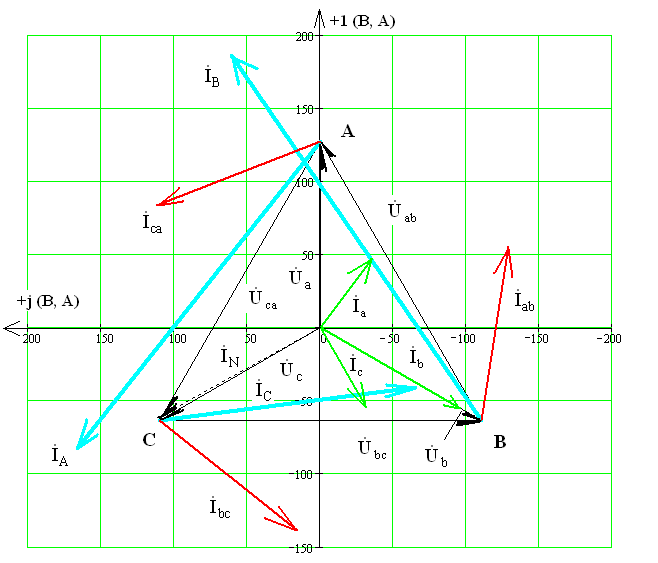 +1 (B, A)
200
İ_B
150
A
100
İ_ca
U̇_ab
50
U̇_a
+j (B, A)
U̇_ca
İ_a
İ_ab
200 150 100 50 0 −50 −100 −150 −200
İ_N
U̇_c
İ_c
İ_b
İ_C
−50
C
B
U̇_bc
U̇_b
İ_A
−100
İ_bc
−150